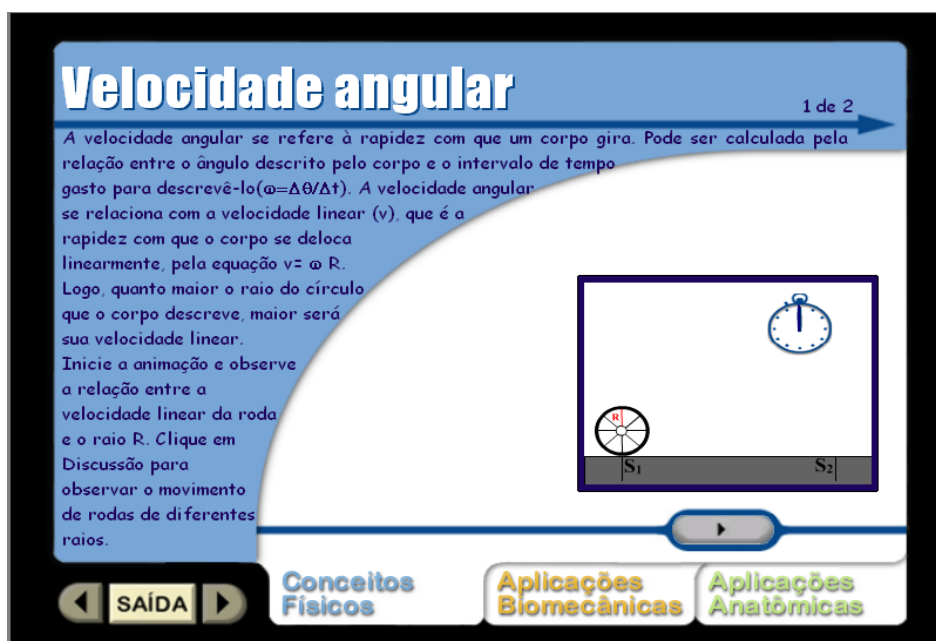 Velocidade angular
1 de 2
A velocidade angular se refere à rapidez com que um corpo gira. Pode ser calculada pela
relação entre o ângulo descrito pelo corpo e o intervalo de tempo
gasto para descrevê-lo(ω=Δθ/Δt). A velocidade angular
se relaciona com a velocidade linear (v), que é a
rapidez com que o corpo se deloca
linearmente, pela equação v= ω R.
Logo, quanto maior o raio do círculo
que o corpo descreve, maior será
sua velocidade linear.
Inicie a animação e observe
a relação entre a
velocidade linear da roda
e o raio R. Clique em
Discussão para
observar o movimento
de rodas de diferentes
raios.
R
S1
S2
SAÍDA
Conceitos
Físicos
Aplicações
Biomecânicas
Aplicações
Anatômicas